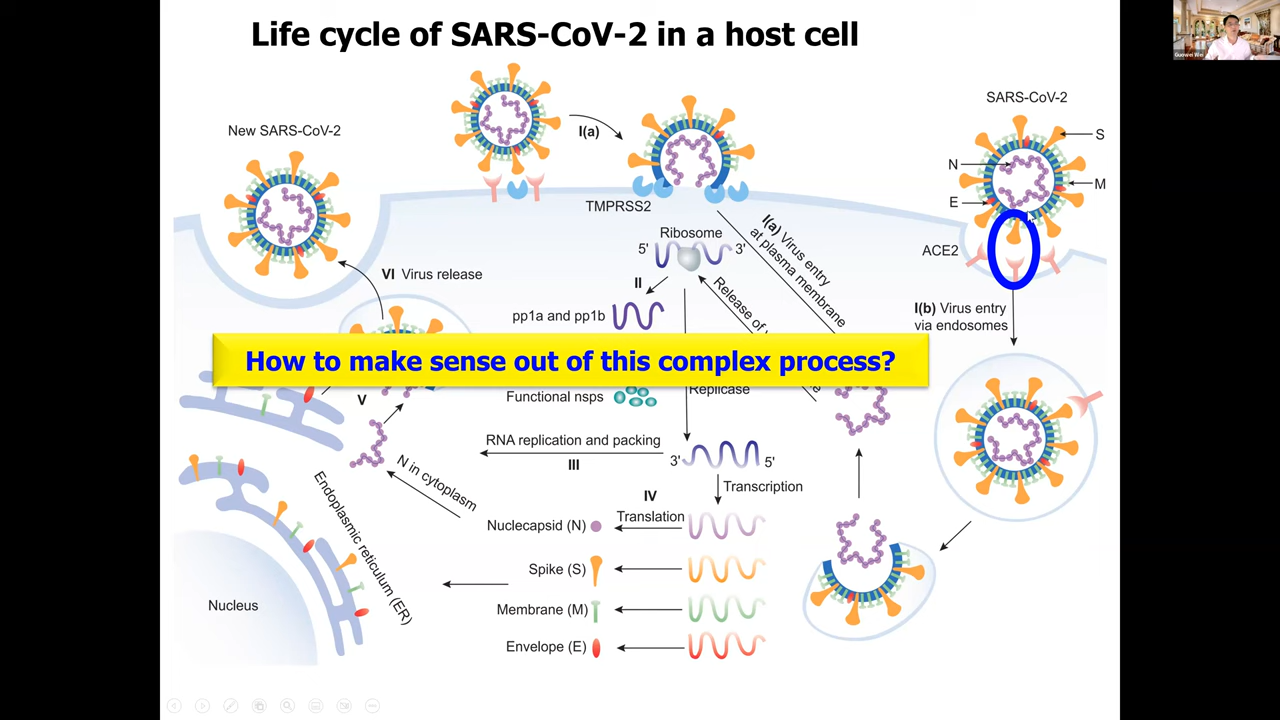 Life cycle of SARS-CoV-2 in a host cell
Guowei Wei
SARS-CoV-2
New SARS-CoV-2
I(a)
S
N
M
E
TMPRSS2
ACE2
Ribosome
5'
3'
I(a) Virus entry
at plasma membrane
VI Virus release
II
Release of
pp1a and pp1b
I(b) Virus entry
via endosomes
How to make sense out of this complex process?
Replicase
Functional nsps
V
RNA replication and packing
III
3'
5'
N in cytoplasm
Transcription
IV
Translation
Endoplasmic reticulum (ER)
Nuclecapsid (N)
Spike (S)
Nucleus
Membrane (M)
Envelope (E)